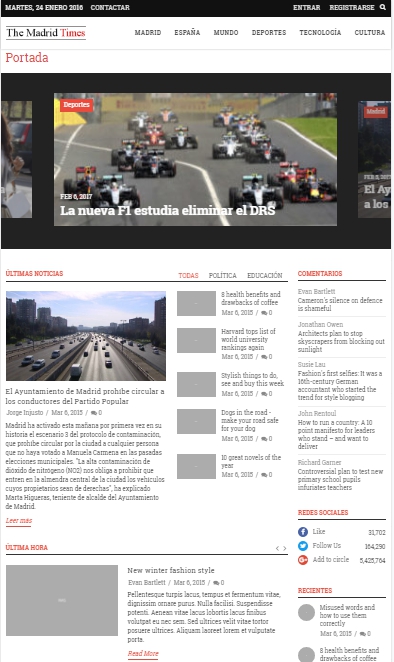 MARTES, 24 ENERO 2016 CONTACTAR ENTRAR REGISTRARSE
The Madrid Times MADRID ESPAÑA MUNDO DEPORTES TECNOLOGÍA CULTURA
Portada
Deportes
FEB 6, 2017
La nueva F1 estudia eliminar el DRS
Madrid
El Ay
a los
ÚLTIMAS NOTICIAS TODAS POLÍTICA EDUCACIÓN
El Ayuntamiento de Madrid prohíbe circular a
los conductores del Partido Popular
Jorge Injusto / Mar 6, 2015 / 0
Madrid ha activado esta mañana por primera vez en su
historia el escenario 3 del protocolo de contaminación,
que prohíbe circular por la ciudad a cualquier persona
que no haya votado a Manuela Carmena en las pasadas
elecciones municipales. "La alta contaminación de
dióxido de nitrógeno (NO2) nos obliga a prohibir que
entren en la almendra central de la ciudad los vehículos
cuyos propietarios sean de derechas", ha explicado
Marta Higueras, teniente de alcalde del Ayuntamiento
de Madrid.
Leer más
8 health benefits and
drawbacks of coffee
Mar 6, 2015 / 0
Harvard tops list of
world university
rankings again
Mar 6, 2015 / 0
Stylish things to do,
see and buy this week
Mar 6, 2015 / 0
Dogs in the road -
make your road safe
for your dog
Mar 6, 2015 / 0
10 great novels of the
year
Mar 6, 2015 / 0
ÚLTIMA HORA
New winter fashion style
Evan Bartlett / Mar 6, 2015 / 0
Pellentesque turpis lacus, tempus et fermentum vitae,
dignissim ornare purus. Nulla facilisi. Suspendisse
potenti. Aenean vitae lacus lobortis lacus finibus
volutpat eu nec sem. Sed ultrices velit vitae tortor
posuere ultrices. Aliquam laoreet lorem et vulputate
porta.
Read More
COMENTARIOS
Evan Bartlett
Cameron's silence on defence
is shameful
Jonathan Owen
Architects plan to stop
skyscrapers from blocking out
sunlight
Susie Lau
Fashion's first selfies: It was a
16th-century German
accountant who started the
trend for style blogging
John Rentoul
How to run a country: A 10
point manifesto for leaders
who stand – and want to
deliver
Richard Garner
Controversial plan to test new
primary school pupils
infuriates teachers
REDES SOCIALES
Like 31,702
Follow Us 164,290
Add to circle 5,425,764
RECIENTES
Misused words and
how to use them
correctly
Mar 6, 2015 / 0
8 health benefits and
drawbacks of coffee